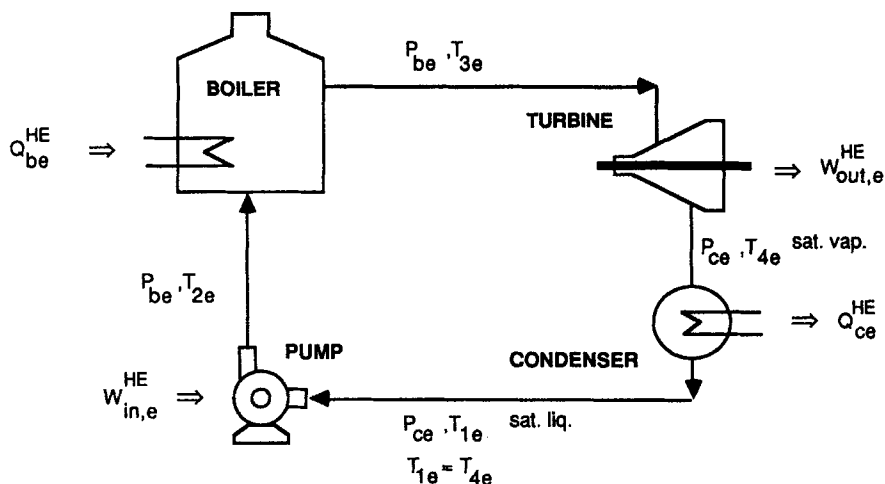 P_be ,T_3e
BOILER
TURBINE
Q_be^HE ⇒
⇒ W_out,e^HE
P_ce ,T_4e sat. vap.
P_be ,T_2e
⇒ Q_ce^HE
PUMP
CONDENSER
W_in,e^HE ⇒
P_ce ,T_1e sat. liq.
T_1e = T_4e